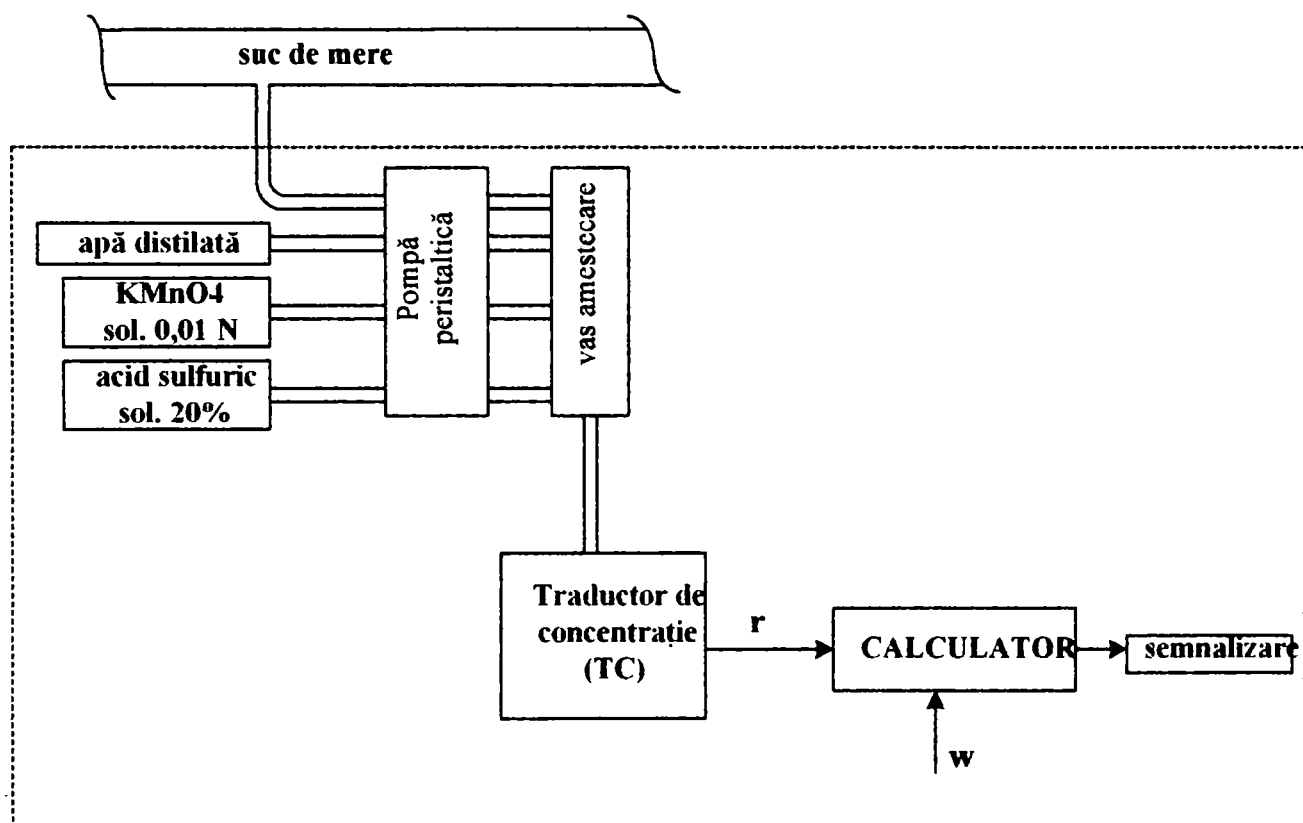 suc de mere
apă distilată
KMnO4
sol. 0,01 N
acid sulfuric
sol. 20%
Pompă
peristaltică
vas amestecare
Traductor de
concentrație
(TC)
r
CALCULATOR
semnalizare
w